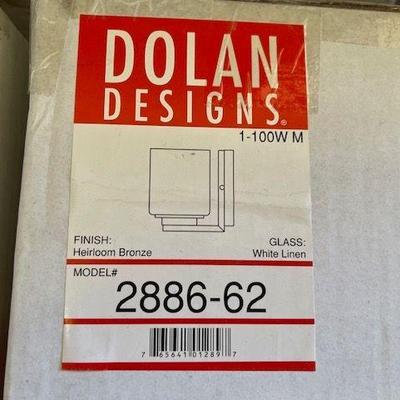 DOLAN
DESIGNS®
1-100W M
FINISH: GLASS:
Heirloom Bronze White Linen
MODEL#
2886-62
7 65641 01289 7